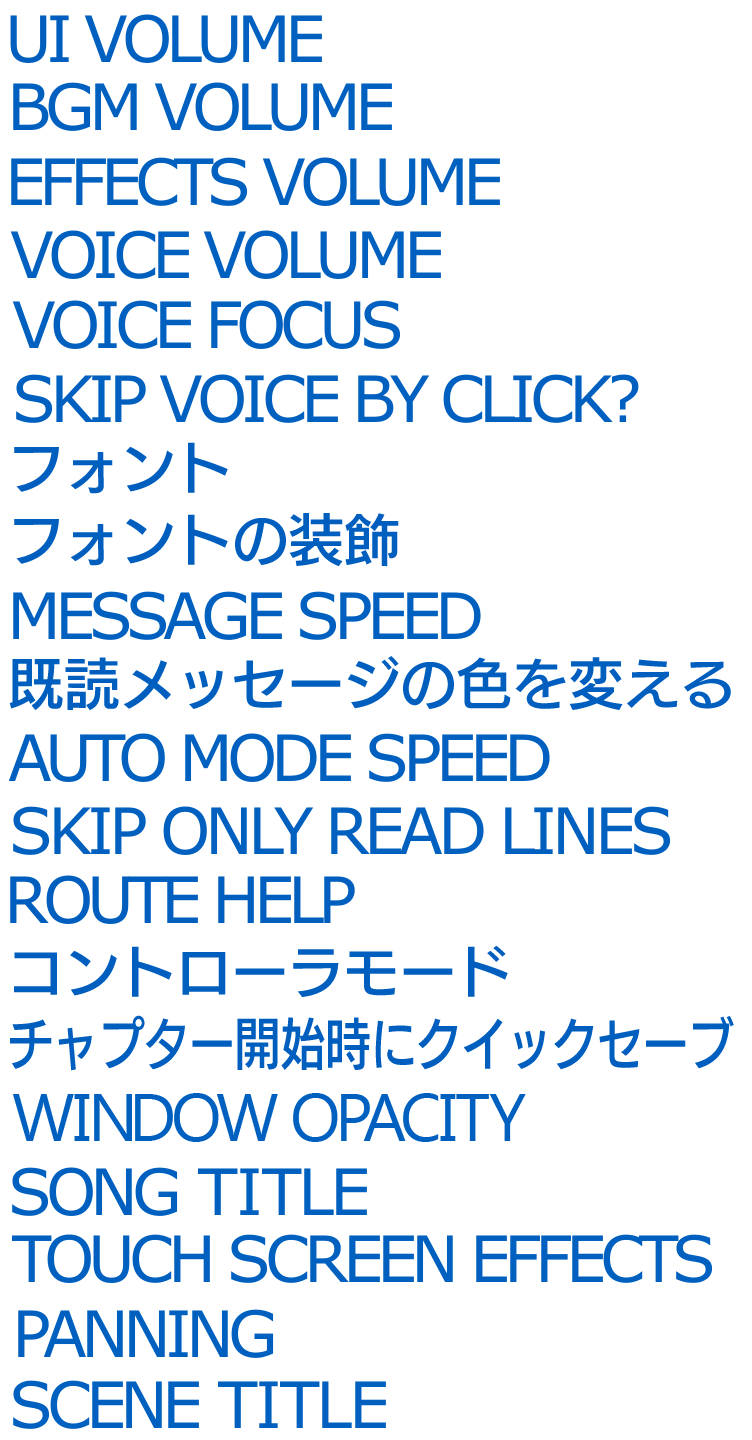 UI VOLUME
BGM VOLUME
EFFECTS VOLUME
VOICE VOLUME
VOICE FOCUS
SKIP VOICE BY CLICK?
フォント
フォントの装飾
MESSAGE SPEED
既読メッセージの色を変える
AUTO MODE SPEED
SKIP ONLY READ LINES
ROUTE HELP
コントローラモード
チャプター開始時にクイックセーブ
WINDOW OPACITY
SONG TITLE
TOUCH SCREEN EFFECTS
PANNING
SCENE TITLE